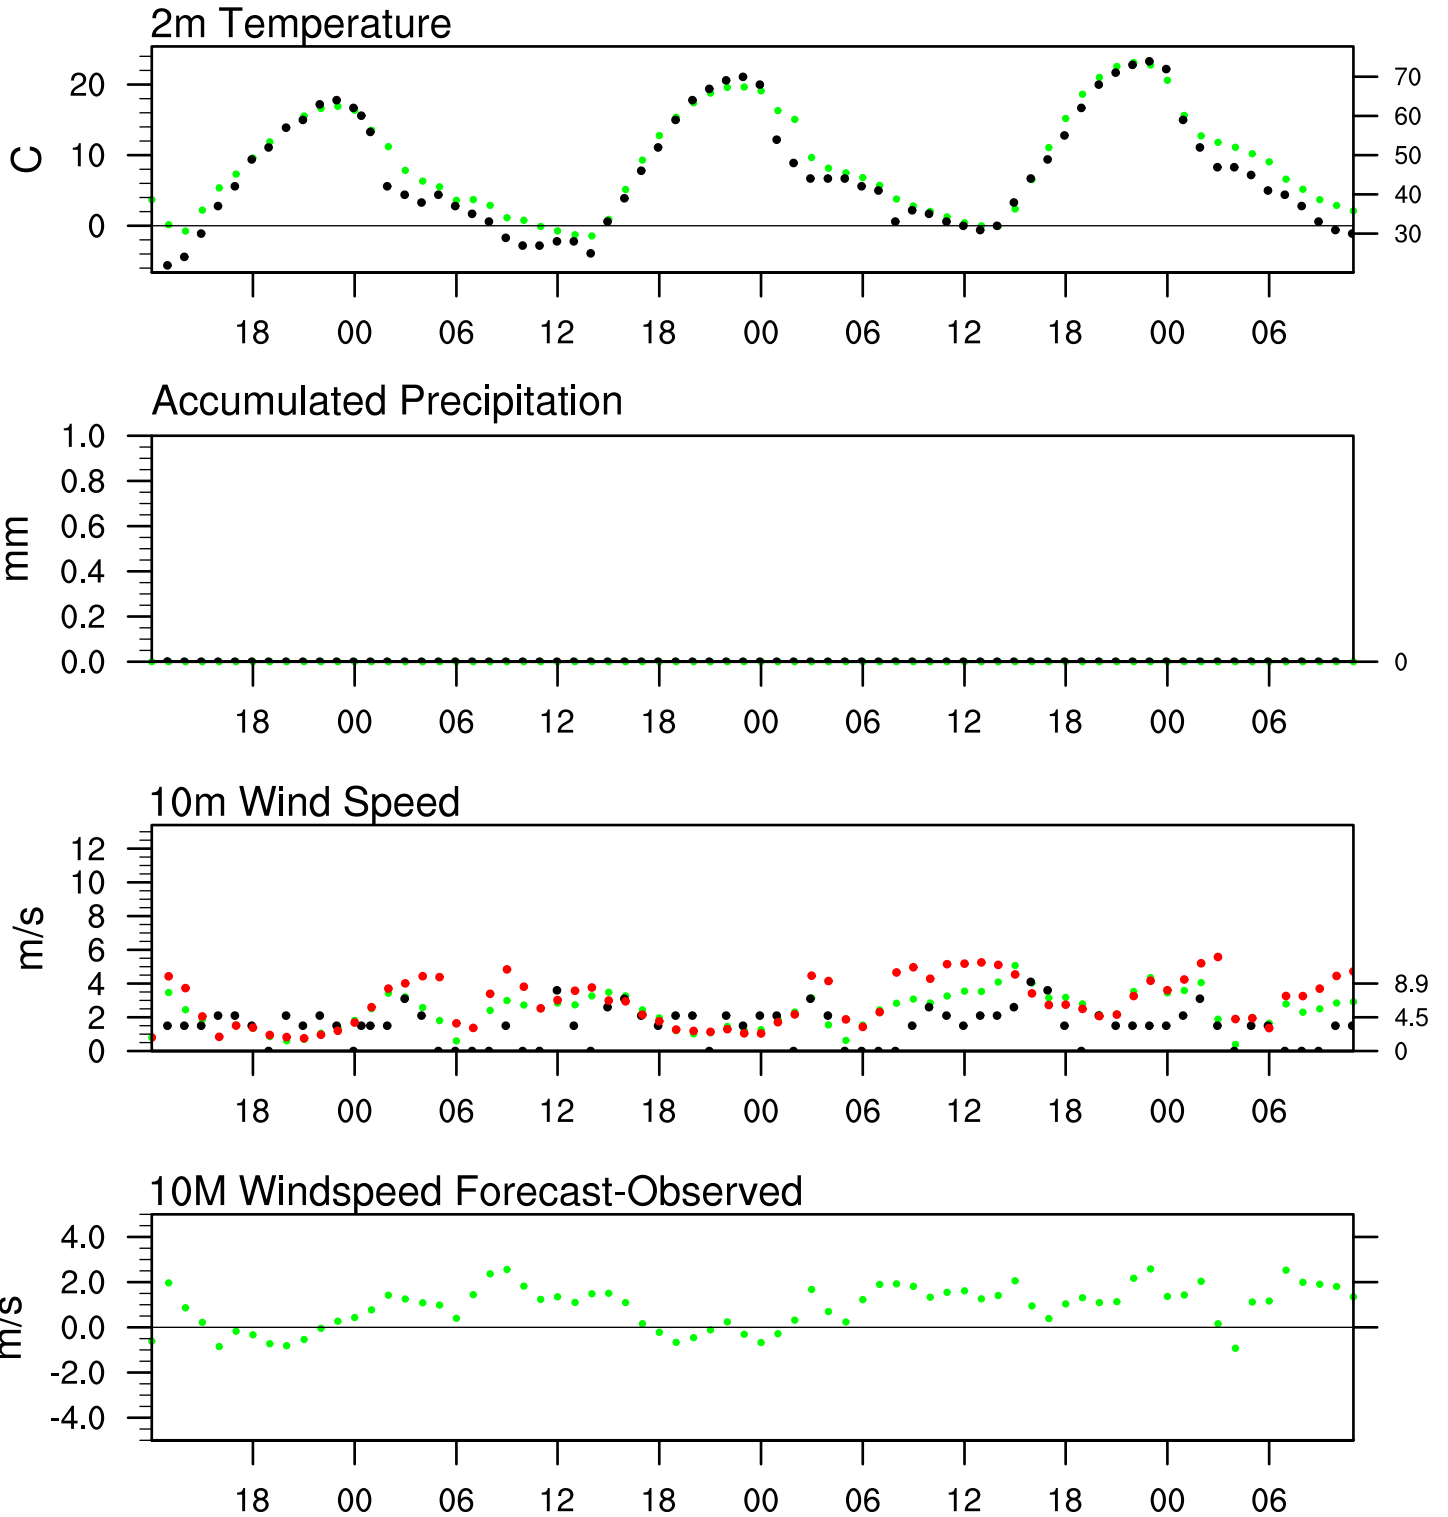 2m Temperature
20
10
0
C
70
60
50
40
30
18 00 06 12 18 00 06 12 18 00 06
Accumulated Precipitation
1.0
0.8
0.6
0.4
0.2
0.0
mm
0
18 00 06 12 18 00 06 12 18 00 06
10m Wind Speed
12
10
8
6
4
2
0
m/s
8.9
4.5
0
18 00 06 12 18 00 06 12 18 00 06
10M Windspeed Forecast-Observed
4.0
2.0
0.0
-2.0
-4.0
m/s
18 00 06 12 18 00 06 12 18 00 06